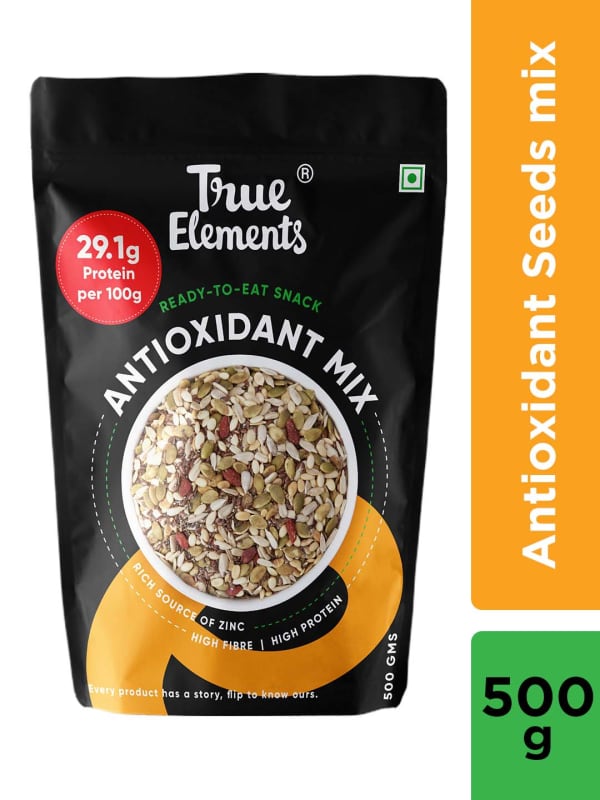 True ®
Elements
29.1g
Protein
per 100g
READY-TO-EAT SNACK
ANTIOXIDANT MIX
RICH SOURCE OF ZINC
HIGH FIBRE | HIGH PROTEIN
500 GMS
Every product has a story, flip to know ours.
Antioxidant Seeds mix
500
g